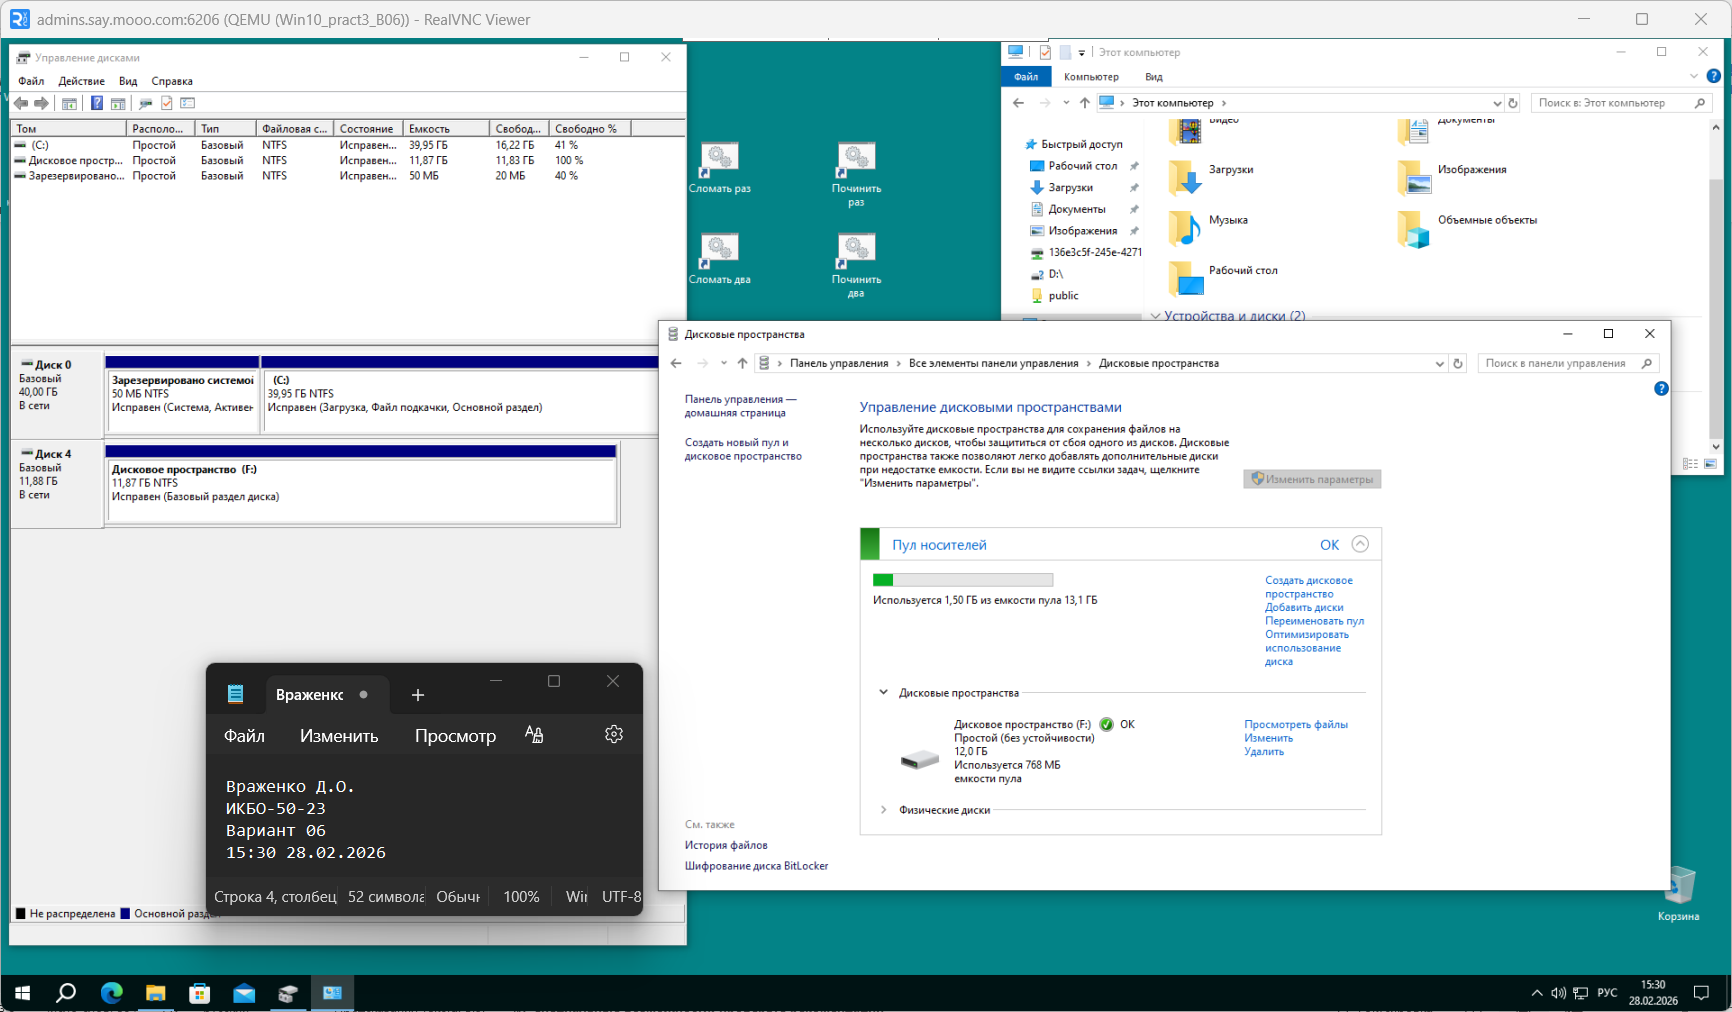 admins.say.mooo.com:6206 (QEMU (Win10_pract3_B06)) - RealVNC Viewer
Управление дисками
Файл Действие Вид Справка
Том Располо... Тип Файловая с... Состояние Емкость Свобод... Свободно %
(C:) Простой Базовый NTFS Исправен... 39,95 ГБ 16,22 ГБ 41 %
Дисковое простр... Простой Базовый NTFS Исправен... 11,87 ГБ 11,83 ГБ 100 %
Зарезервировано... Простой Базовый NTFS Исправен... 50 МБ 20 МБ 40 %
Диск 0
Базовый
40,00 ГБ
В сети
Зарезервировано системой
50 МБ NTFS
Исправен (Система, Активен
(C:)
39,95 ГБ NTFS
Исправен (Загрузка, Файл подкачки, Основной раздел)
Диск 4
Базовый
11,88 ГБ
В сети
Дисковое пространство (F:)
11,87 ГБ NTFS
Исправен (Базовый раздел диска)
Не распределена Основной разде
Сломать раз
Починить раз
Сломать два
Починить два
Этот компьютер
Файл Компьютер Вид
Этот компьютер
Поиск в: Этот компьютер
Быстрый доступ
Рабочий стол
Загрузки
Документы
Изображения
136e3c5f-245e-4271
D:\
public
Видео
Документы
Загрузки
Изображения
Музыка
Объемные объекты
Рабочий стол
Устройства и диски (2)
Дисковые пространства
Панель управления Все элементы панели управления Дисковые пространства
Поиск в панели управления
Панель управления —
домашняя страница
Создать новый пул и
дисковое пространство
Управление дисковыми пространствами
Используйте дисковые пространства для сохранения файлов на
несколько дисков, чтобы защититься от сбоя одного из дисков. Дисковые
пространства также позволяют легко добавлять дополнительные диски
при недостатке емкости. Если вы не видите ссылки задач, щелкните
"Изменить параметры".
Изменить параметры
Пул носителей
OK
Используется 1,50 ГБ из емкости пула 13,1 ГБ
Создать дисковое
пространство
Добавить диски
Переименовать пул
Оптимизировать
использование
диска
Дисковые пространства
Дисковое пространство (F:) OK
Простой (без устойчивости)
12,0 ГБ
Используется 768 МБ
емкости пула
Просмотреть файлы
Изменить
Удалить
Физические диски
См. также
История файлов
Шифрование диска BitLocker
Враженкс
Файл Изменить Просмотр
Враженко Д.О.
ИКБО-50-23
Вариант 06
15:30 28.02.2026
Строка 4, столбец 52 символа Обычн 100% Win UTF-8
Корзина
РУС
15:30
28.02.2026